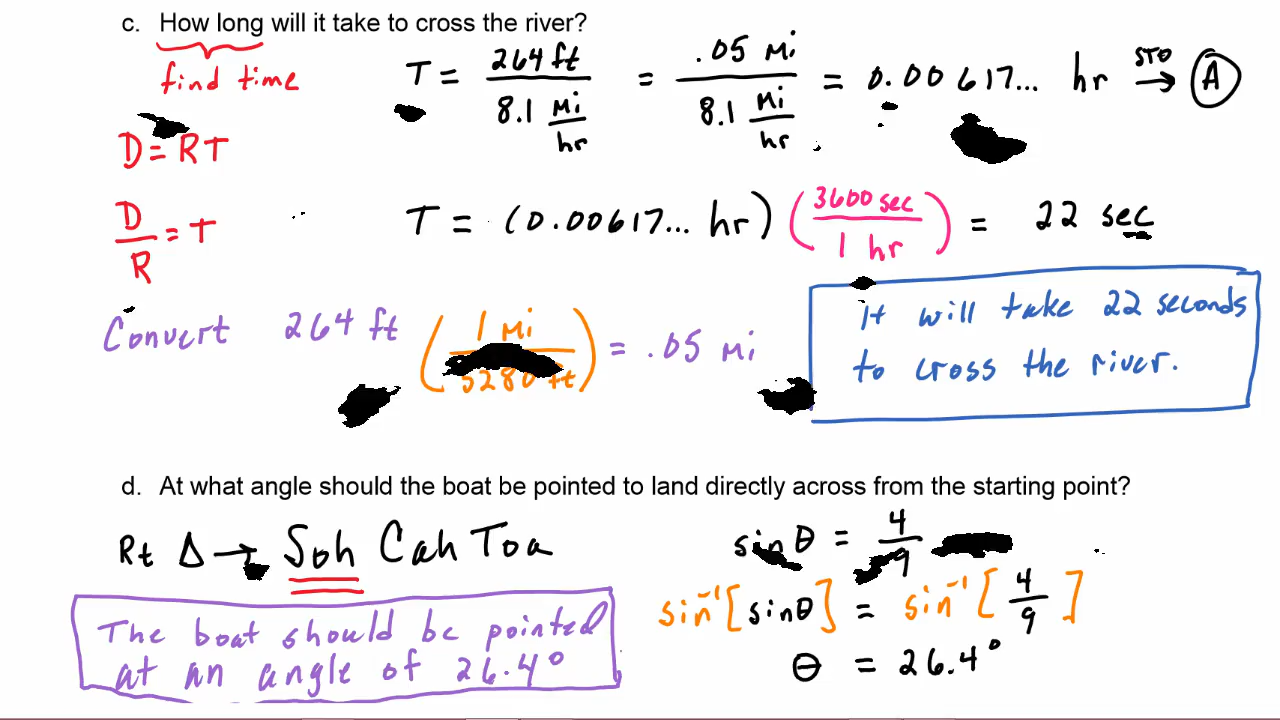 c. How long will it take to cross the river?
find time
T = 264 ft / 8.1 Mi/hr = .05 Mi / 8.1 Mi/hr = 0.00617... hr STO → A
D = RT
D/R = T
T = (0.00617... hr) (3600 sec / 1 hr) = 22 sec
Convert 264 ft (1 Mi / 5280 ft) = .05 Mi
It will take 22 seconds
to cross the river.
d. At what angle should the boat be pointed to land directly across from the starting point?
Rt Δ → Soh Cah Toa
sin θ = 4/9
sin⁻¹[sin θ] = sin⁻¹[4/9]
θ = 26.4°
The boat should be pointed
at an angle of 26.4°